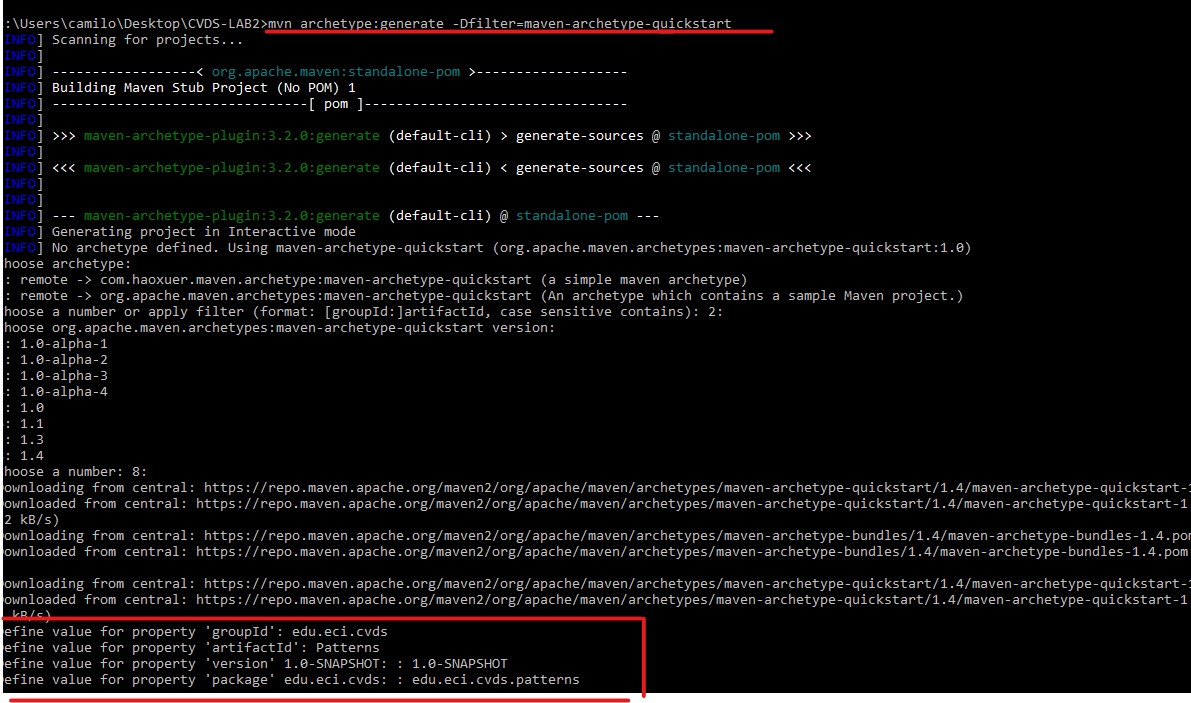 :\Users\camilo\Desktop\CVDS-LAB2>mvn archetype:generate -Dfilter=maven-archetype-quickstart
INFO] Scanning for projects...
INFO]
INFO] ------------------< org.apache.maven:standalone-pom >-------------------
INFO] Building Maven Stub Project (No POM) 1
INFO] --------------------------------[ pom ]---------------------------------
INFO]
INFO] >>> maven-archetype-plugin:3.2.0:generate (default-cli) > generate-sources @ standalone-pom >>>
INFO]
INFO] <<< maven-archetype-plugin:3.2.0:generate (default-cli) < generate-sources @ standalone-pom <<<
INFO]
INFO]
INFO] --- maven-archetype-plugin:3.2.0:generate (default-cli) @ standalone-pom ---
INFO] Generating project in Interactive mode
INFO] No archetype defined. Using maven-archetype-quickstart (org.apache.maven.archetypes:maven-archetype-quickstart:1.0)
hoose archetype:
: remote -> com.haoxuer.maven.archetype:maven-archetype-quickstart (a simple maven archetype)
: remote -> org.apache.maven.archetypes:maven-archetype-quickstart (An archetype which contains a sample Maven project.)
hoose a number or apply filter (format: [groupId:]artifactId, case sensitive contains): 2:
hoose org.apache.maven.archetypes:maven-archetype-quickstart version:
: 1.0-alpha-1
: 1.0-alpha-2
: 1.0-alpha-3
: 1.0-alpha-4
: 1.0
: 1.1
: 1.3
: 1.4
hoose a number: 8:
ownloading from central: https://repo.maven.apache.org/maven2/org/apache/maven/archetypes/maven-archetype-quickstart/1.4/maven-archetype-quickstart-1
ownloaded from central: https://repo.maven.apache.org/maven2/org/apache/maven/archetypes/maven-archetype-quickstart/1.4/maven-archetype-quickstart-1
2 kB/s)
ownloading from central: https://repo.maven.apache.org/maven2/org/apache/maven/archetypes/maven-archetype-bundles/1.4/maven-archetype-bundles-1.4.pom
ownloaded from central: https://repo.maven.apache.org/maven2/org/apache/maven/archetypes/maven-archetype-bundles/1.4/maven-archetype-bundles-1.4.pom
ownloading from central: https://repo.maven.apache.org/maven2/org/apache/maven/archetypes/maven-archetype-quickstart/1.4/maven-archetype-quickstart-1
ownloaded from central: https://repo.maven.apache.org/maven2/org/apache/maven/archetypes/maven-archetype-quickstart/1.4/maven-archetype-quickstart-1
kB/s)
efine value for property 'groupId': edu.eci.cvds
efine value for property 'artifactId': Patterns
efine value for property 'version' 1.0-SNAPSHOT: : 1.0-SNAPSHOT
efine value for property 'package' edu.eci.cvds: : edu.eci.cvds.patterns